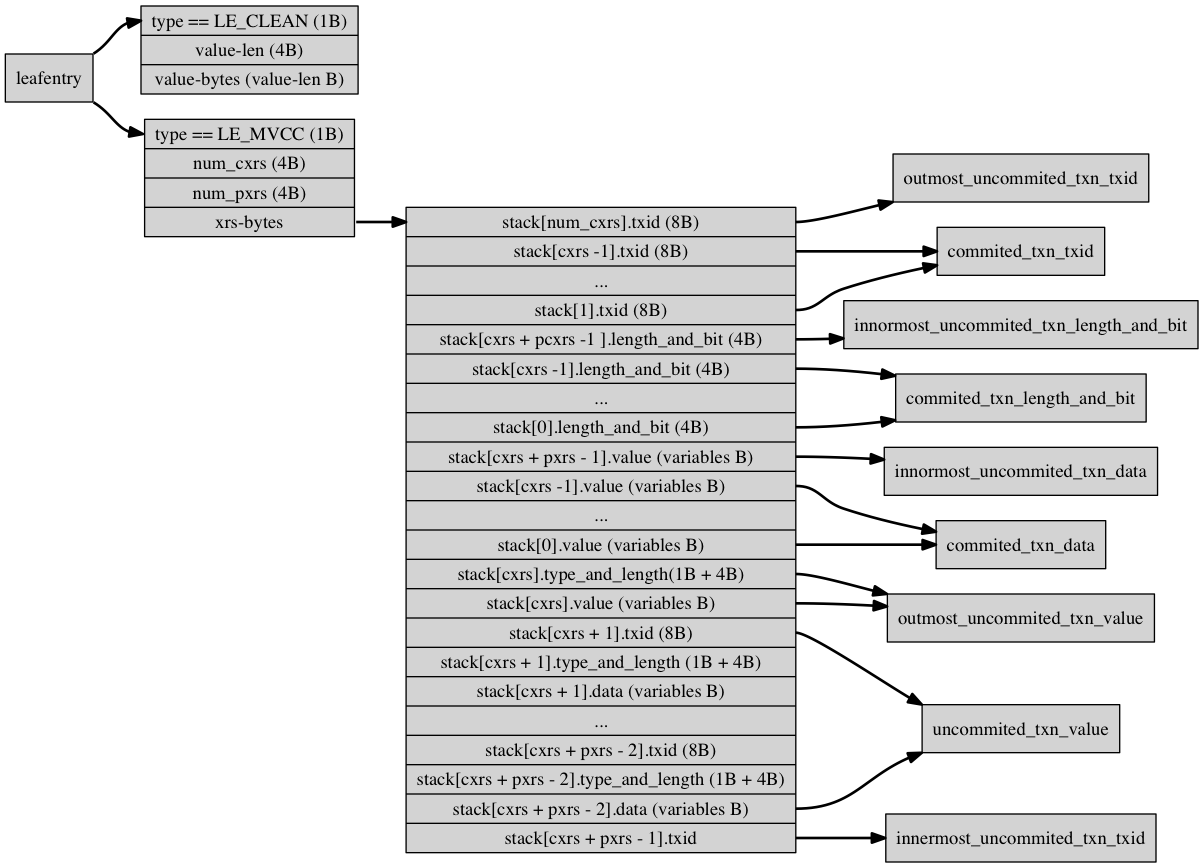 leafentry
type == LE_CLEAN (1B)
value-len (4B)
value-bytes (value-len B)
type == LE_MVCC (1B)
num_cxrs (4B)
num_pxrs (4B)
xrs-bytes
stack[num_cxrs].txid (8B)
stack[cxrs -1].txid (8B)
...
stack[1].txid (8B)
stack[cxrs + pcxrs -1 ].length_and_bit (4B)
stack[cxrs -1].length_and_bit (4B)
...
stack[0].length_and_bit (4B)
stack[cxrs + pxrs - 1].value (variables B)
stack[cxrs -1].value (variables B)
...
stack[0].value (variables B)
stack[cxrs].type_and_length(1B + 4B)
stack[cxrs].value (variables B)
stack[cxrs + 1].txid (8B)
stack[cxrs + 1].type_and_length (1B + 4B)
stack[cxrs + 1].data (variables B)
...
stack[cxrs + pxrs - 2].txid (8B)
stack[cxrs + pxrs - 2].type_and_length (1B + 4B)
stack[cxrs + pxrs - 2].data (variables B)
stack[cxrs + pxrs - 1].txid
outmost_uncommited_txn_txid
commited_txn_txid
innormost_uncommited_txn_length_and_bit
commited_txn_length_and_bit
innormost_uncommited_txn_data
commited_txn_data
outmost_uncommited_txn_value
uncommited_txn_value
innermost_uncommited_txn_txid